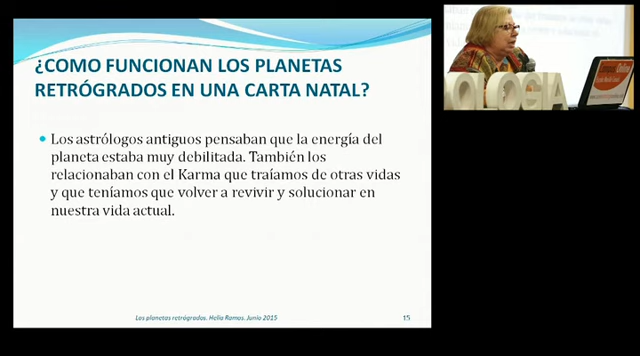 ¿COMO FUNCIONAN LOS PLANETAS
RETRÓGRADOS EN UNA CARTA NATAL?
Los astrólogos antiguos pensaban que la energía del
planeta estaba muy debilitada. También los
relacionaban con el Karma que traíamos de otras vidas
y que teníamos que volver a revivir y solucionar en
nuestra vida actual.
Los planetas retrógrados. Helia Ramos. Junio 2015
15
OLOGIA